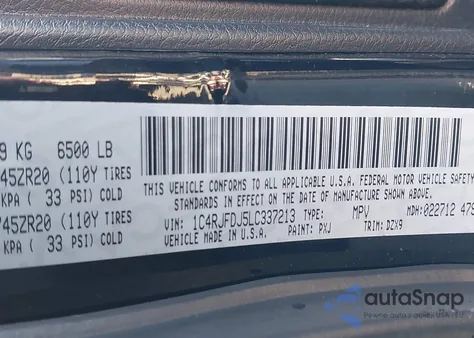 9 KG 6500 LB
45ZR20 (110Y TIRES
KPA ( 33 PSI) COLD
45ZR20 (110Y TIRES
KPA ( 33 PSI) COLD
THIS VEHICLE CONFORMS TO ALL APPLICABLE U.S.A. FEDERAL MOTOR VEHICLE SAFETY
STANDARDS IN EFFECT ON THE DATE OF MANUFACTURE SHOWN ABOVE.
VIN: 1C4RJFDJ5LC337213 TYPE: MPV MDH: 022712 479
MADE IN U.S.A. PAINT: PXJ TRIM: DZX9
autoSnap